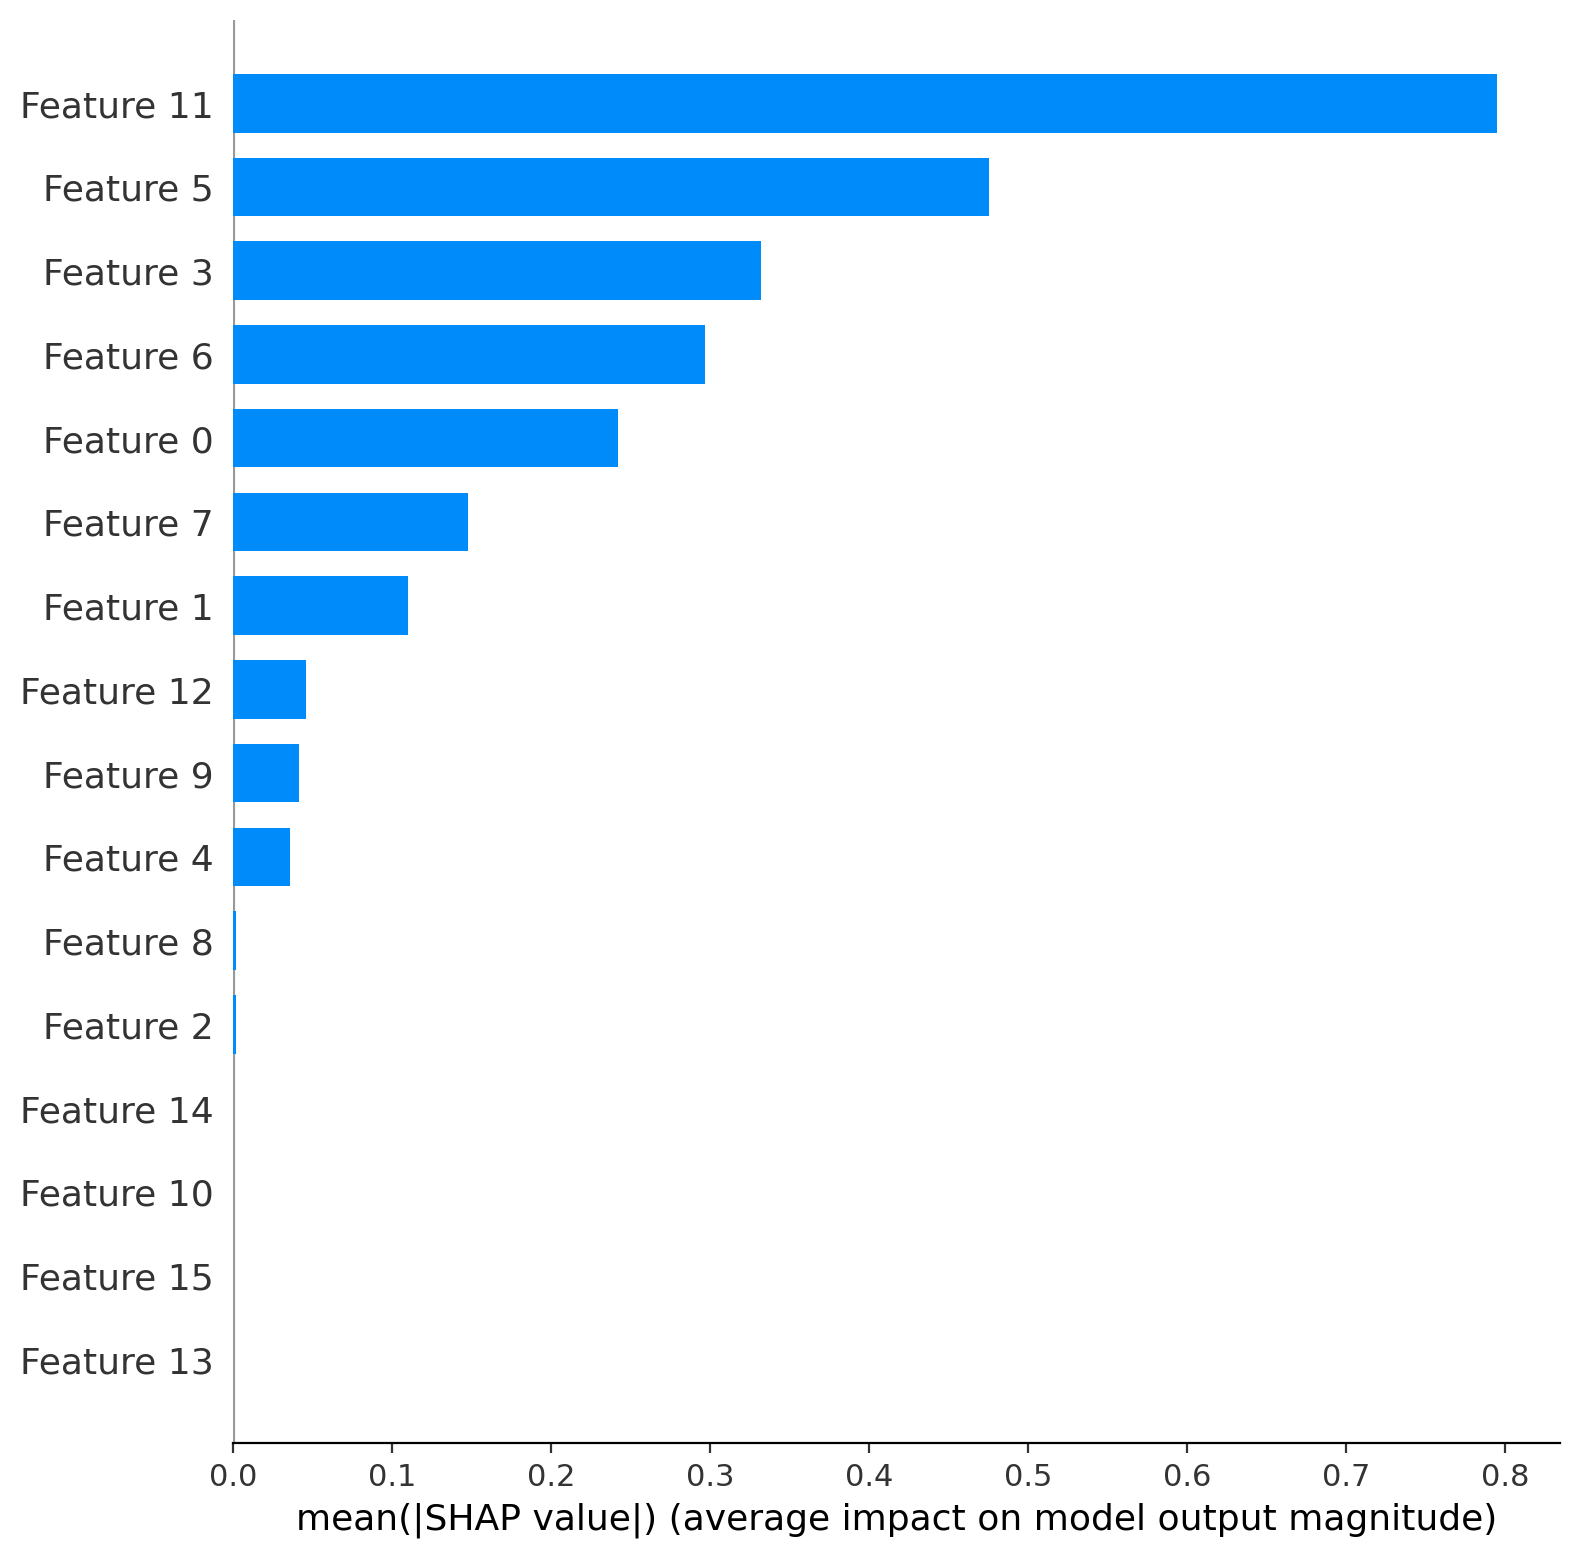 Feature 11
Feature 5
Feature 3
Feature 6
Feature 0
Feature 7
Feature 1
Feature 12
Feature 9
Feature 4
Feature 8
Feature 2
Feature 14
Feature 10
Feature 15
Feature 13
0.0 0.1 0.2 0.3 0.4 0.5 0.6 0.7 0.8
mean(|SHAP value|) (average impact on model output magnitude)